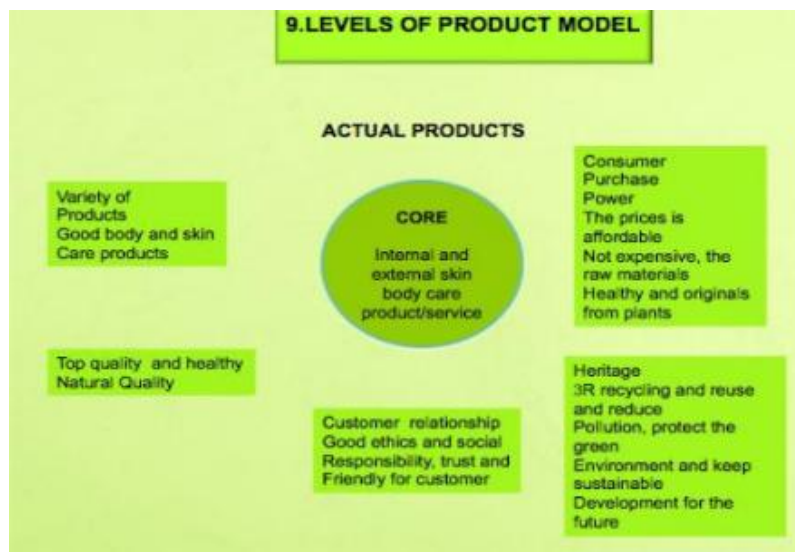 9.LEVELS OF PRODUCT MODEL
ACTUAL PRODUCTS
Variety of
Products
Good body and skin
Care products
CORE
Internal and
external skin
body care
product/service
Consumer
Purchase
Power
The prices is
affordable
Not expensive, the
raw materials
Healthy and originals
from plants
Top quality and healthy
Natural Quality
Customer relationship
Good ethics and social
Responsibility, trust and
Friendly for customer
Heritage
3R recycling and reuse
and reduce
Pollution, protect the
green
Environment and keep
sustainable
Development for the
future